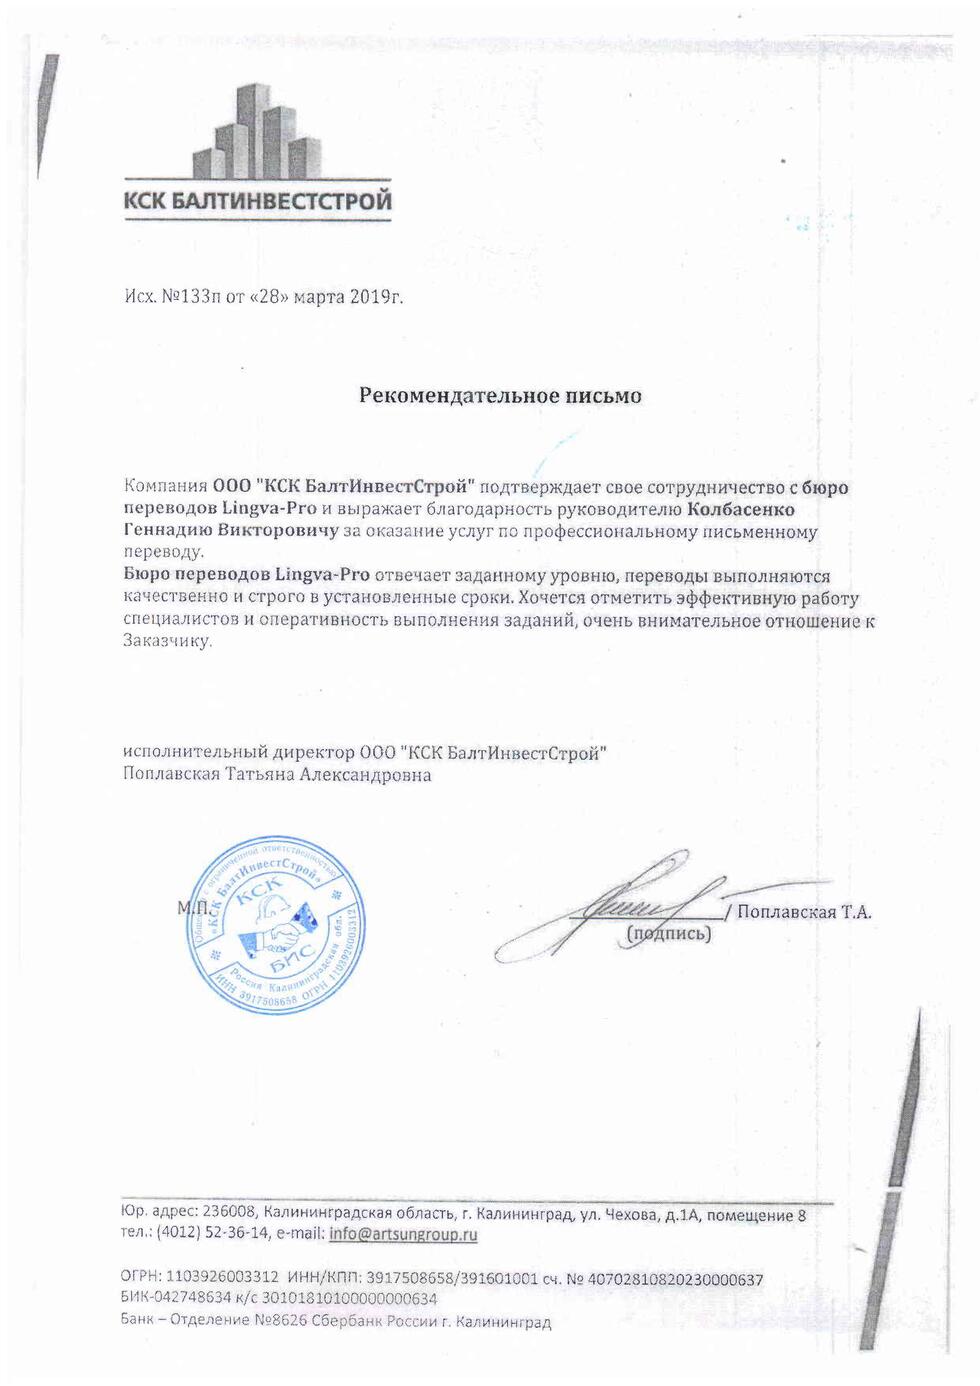 КСК БАЛТИНВЕСТСТРОЙ
Исх. №133п от «28» марта 2019г.
Рекомендательное письмо
Компания ООО "КСК БалтИнвестСтрой" подтверждает свое сотрудничество с бюро
переводов Lingva-Pro и выражает благодарность руководителю Колбасенко
Геннадию Викторовичу за оказание услуг по профессиональному письменному
переводу.
Бюро переводов Lingva-Pro отвечает заданному уровню, переводы выполняются
качественно и строго в установленные сроки. Хочется отметить эффективную работу
специалистов и оперативность выполнения заданий, очень внимательное отношение к
Заказчику.
исполнительный директор ООО "КСК БалтИнвестСтрой"
Поплавская Татьяна Александровна
Общество с ограниченной ответственностью
«КСК БалтИнвестСтрой»
КСК
БИС
Россия Калининградская обл.
ИНН 3917508658 ОГРН 1103926003312
М.П.
/ Поплавская Т.А.
(подпись)
Юр. адрес: 236008, Калининградская область, г. Калининград, ул. Чехова, д.1А, помещение 8
тел.: (4012) 52-36-14, e-mail: info@artsungroup.ru
ОГРН: 1103926003312 ИНН/КПП: 3917508658/391601001 сч. № 40702810820230000637
БИК-042748634 к/с 30101810100000000634
Банк – Отделение №8626 Сбербанк России г. Калининград